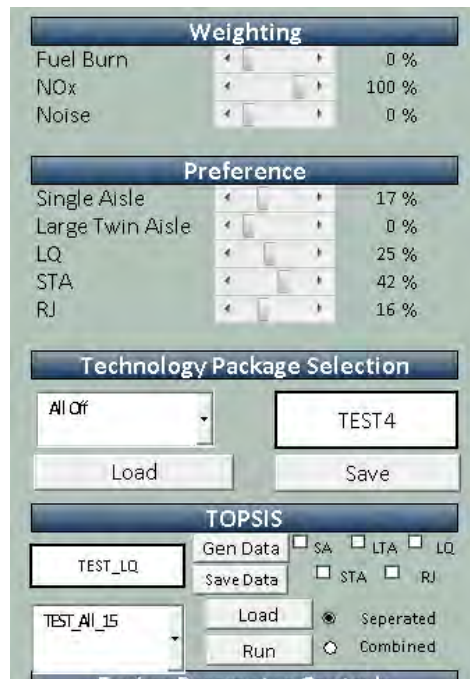 Weighting
Fuel Burn 0 %
NOx 100 %
Noise 0 %
Preference
Single Aisle 17 %
Large Twin Aisle 0 %
LQ 25 %
STA 42 %
RJ 16 %
Technology Package Selection
All Off TEST4
Load Save
TOPSIS
TEST_LQ Gen Data SA LTA LQ
Save Data STA RJ
TEST_All_15 Load Seperated
Run Combined